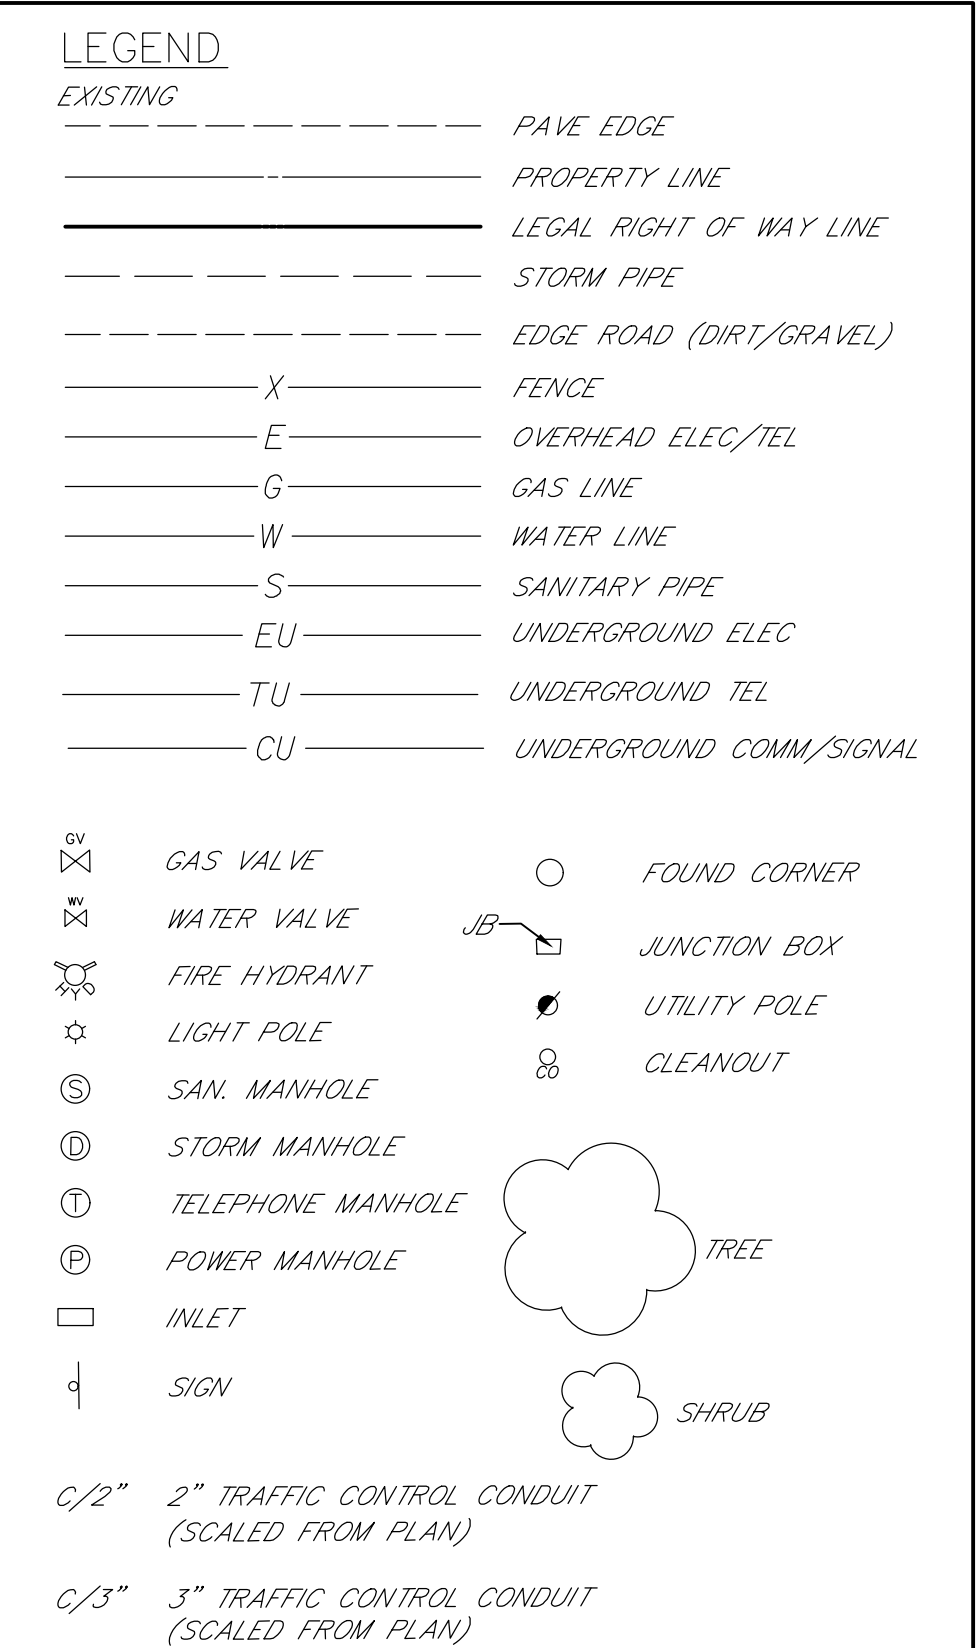 LEGEND
EXISTING
PAVE EDGE
PROPERTY LINE
LEGAL RIGHT OF WAY LINE
STORM PIPE
EDGE ROAD (DIRT/GRAVEL)
X FENCE
E OVERHEAD ELEC/TEL
G GAS LINE
W WATER LINE
S SANITARY PIPE
EU UNDERGROUND ELEC
TU UNDERGROUND TEL
CU UNDERGROUND COMM/SIGNAL
GV
GAS VALVE
WV
WATER VALVE
HYD
FIRE HYDRANT
LIGHT POLE
S SAN. MANHOLE
D STORM MANHOLE
T TELEPHONE MANHOLE
P POWER MANHOLE
INLET
SIGN
FOUND CORNER
JB
JUNCTION BOX
UTILITY POLE
CO
CLEANOUT
TREE
SHRUB
C/2" 2" TRAFFIC CONTROL CONDUIT
(SCALED FROM PLAN)
C/3" 3" TRAFFIC CONTROL CONDUIT
(SCALED FROM PLAN)